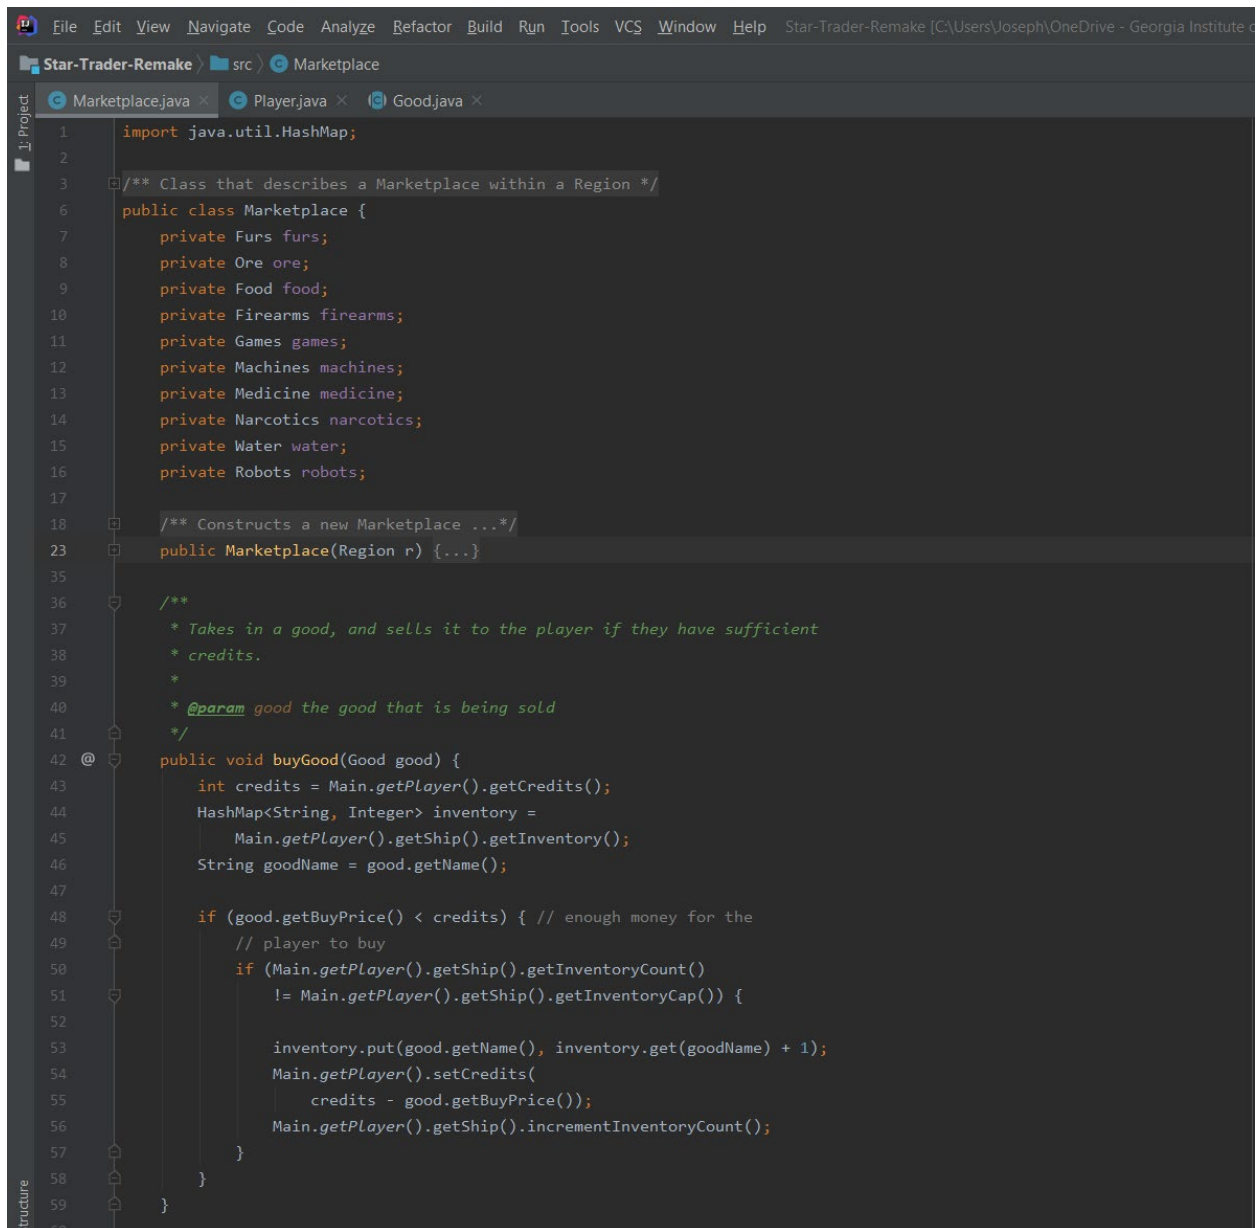 File Edit View Navigate Code Analyze Refactor Build Run Tools VCS Window Help Star-Trader-Remake [C:\Users\Joseph\OneDrive - Georgia Institute
Star-Trader-Remake src Marketplace
1: Project
Marketplace.java Player.java Good.java
1 import java.util.HashMap;
2
3 /** Class that describes a Marketplace within a Region */
6 public class Marketplace {
7 private Furs furs;
8 private Ore ore;
9 private Food food;
10 private Firearms firearms;
11 private Games games;
12 private Machines machines;
13 private Medicine medicine;
14 private Narcotics narcotics;
15 private Water water;
16 private Robots robots;
17
18 /** Constructs a new Marketplace ...*/
23 public Marketplace(Region r) {...}
35
36 /**
37 * Takes in a good, and sells it to the player if they have sufficient
38 * credits.
39 *
40 * @param good the good that is being sold
41 */
42 @ public void buyGood(Good good) {
43 int credits = Main.getPlayer().getCredits();
44 HashMap<String, Integer> inventory =
45 Main.getPlayer().getShip().getInventory();
46 String goodName = good.getName();
47
48 if (good.getBuyPrice() < credits) { // enough money for the
49 // player to buy
50 if (Main.getPlayer().getShip().getInventoryCount()
51 != Main.getPlayer().getShip().getInventoryCap()) {
52
53 inventory.put(good.getName(), inventory.get(goodName) + 1);
54 Main.getPlayer().setCredits(
55 credits - good.getBuyPrice());
56 Main.getPlayer().getShip().incrementInventoryCount();
57 }
58 }
59 }